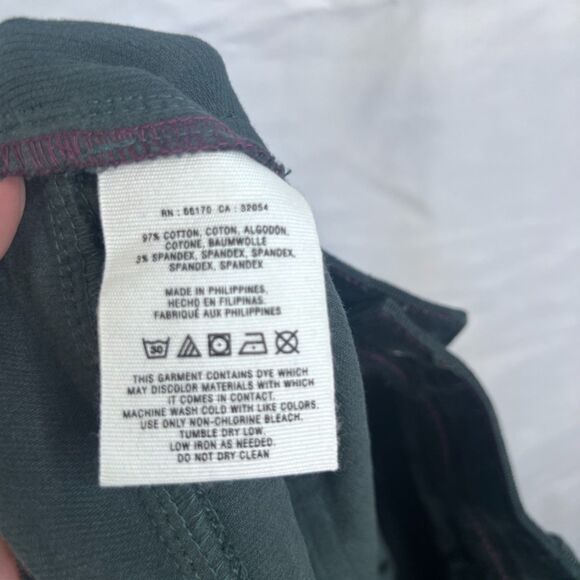 RN : 66170 CA : 32054
97% COTTON, COTTON, ALGODON,
COTONE, BAUMWOLLE
3% SPANDEX, SPANDEX, SPANDEX,
SPANDEX, SPANDEX
MADE IN PHILIPPINES.
HECHO EN FILIPINAS.
FABRIQUÉ AUX PHILIPPINES
30
THIS GARMENT CONTAINS DYE WHICH
MAY DISCOLOR MATERIALS WITH WHICH
IT COMES IN CONTACT.
MACHINE WASH COLD WITH LIKE COLORS.
USE ONLY NON-CHLORINE BLEACH.
TUMBLE DRY LOW.
LOW IRON AS NEEDED.
DO NOT DRY CLEAN